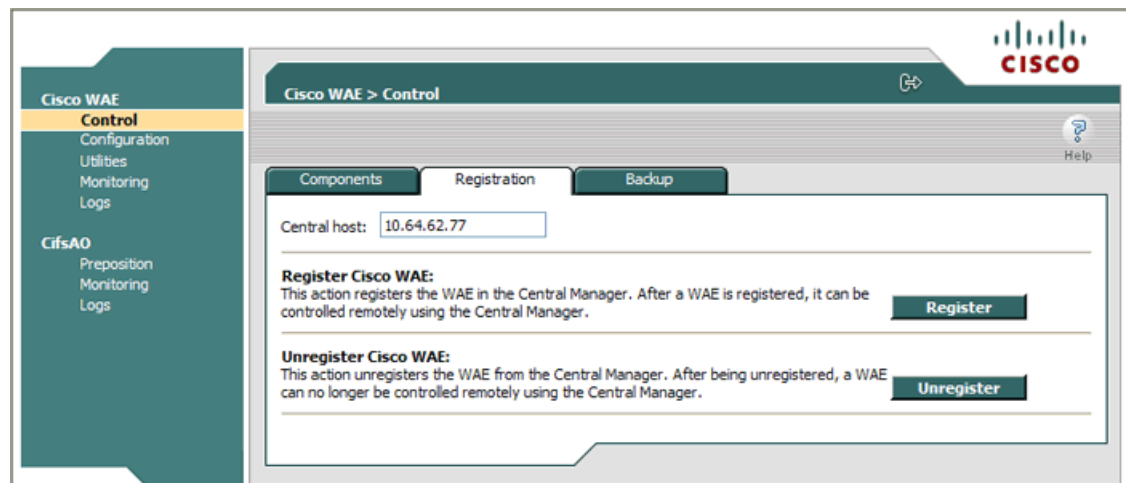 CISCO
Cisco WAE
Control
Configuration
Utilities
Monitoring
Logs
CifsAO
Preposition
Monitoring
Logs
Cisco WAE > Control
Help
Components Registration Backup
Central host: 10.64.62.77
Register Cisco WAE:
This action registers the WAE in the Central Manager. After a WAE is registered, it can be
controlled remotely using the Central Manager.
Register
Unregister Cisco WAE:
This action unregisters the WAE from the Central Manager. After being unregistered, a WAE
can no longer be controlled remotely using the Central Manager.
Unregister